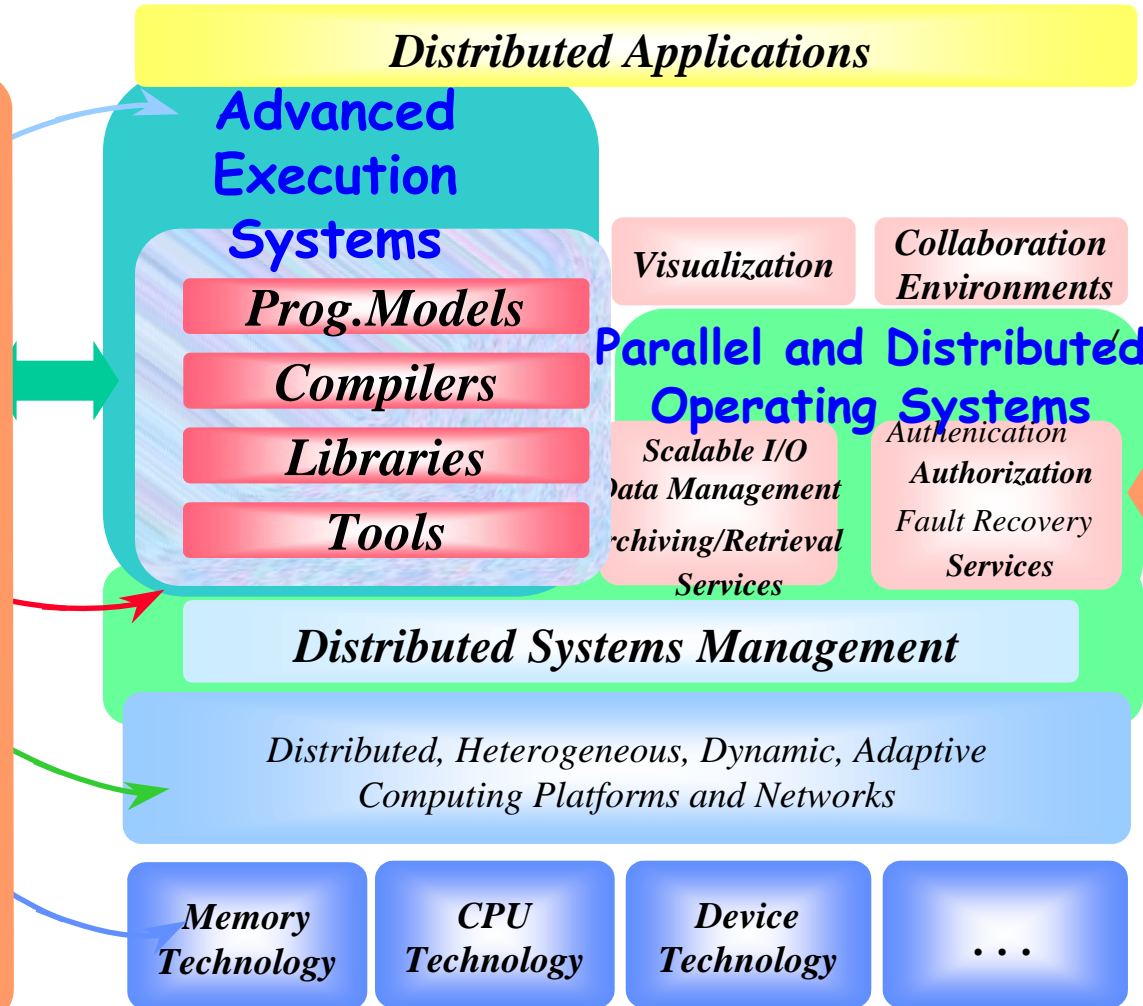 Distributed Applications
Advanced
Execution
Systems
Prog.Models
Compilers
Libraries
Tools
Visualization
Collaboration
Environments
/
Parallel and Distributed
Operating Systems
Scalable I/O
Data Management
rchiving/Retrieval
Services
Authenication
Authorization
Fault Recovery
Services
Distributed Systems Management
Distributed, Heterogeneous, Dynamic, Adaptive
Computing Platforms and Networks
Memory
Technology
CPU
Technology
Device
Technology
. . .